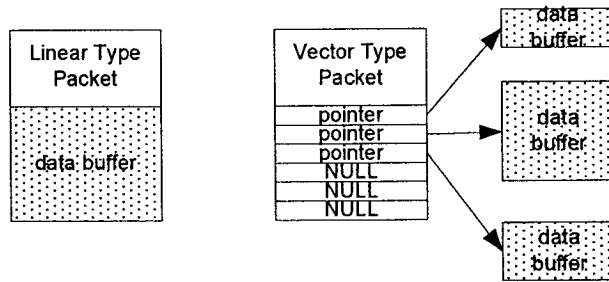 Linear Type
Packet
data buffer
Vector Type
Packet
pointer
pointer
pointer
NULL
NULL
NULL
data
buffer
data
buffer
data
buffer